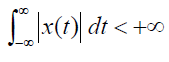 ∫_{-∞}^{∞} |x(t)| dt < +∞